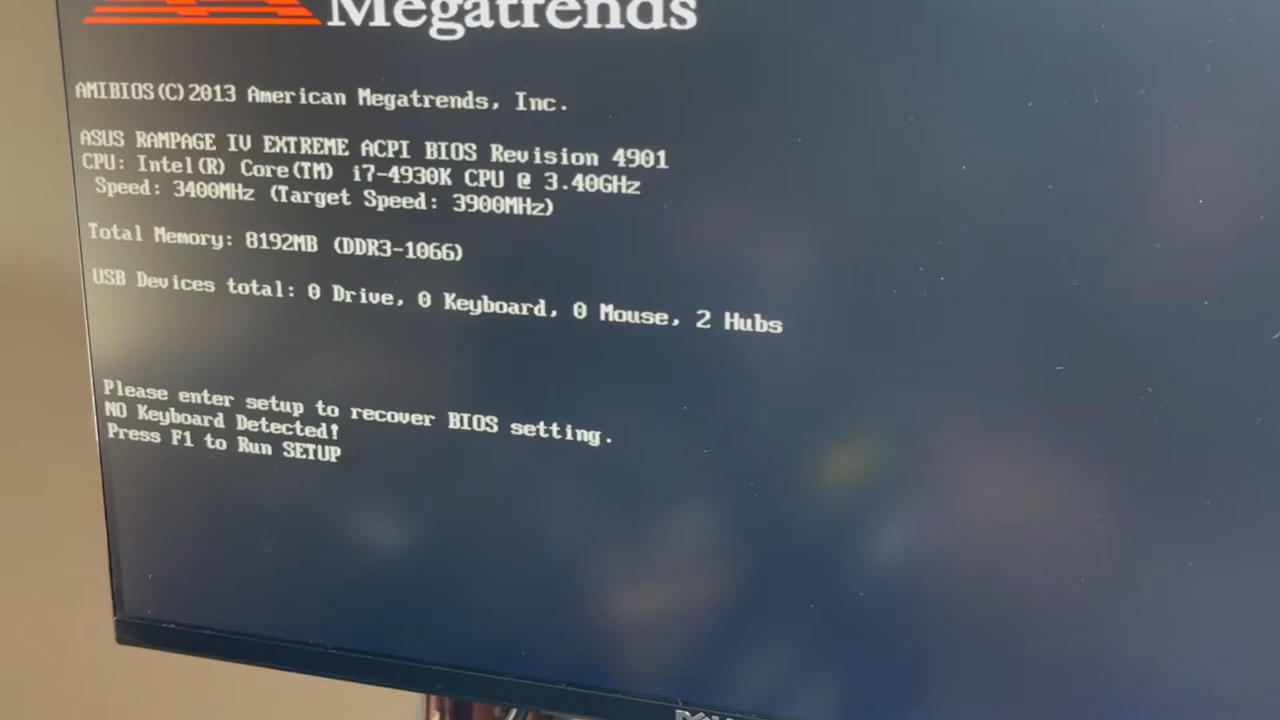 Megatrends
AMIBIOS(C)2013 American Megatrends, Inc.
ASUS RAMPAGE IV EXTREME ACPI BIOS Revision 4901
CPU: Intel(R) Core(TM) i7-4930K CPU @ 3.40GHz
Speed: 3400MHz (Target Speed: 3900MHz)
Total Memory: 8192MB (DDR3-1066)
USB Devices total: 0 Drive, 0 Keyboard, 0 Mouse, 2 Hubs
Please enter setup to recover BIOS setting.
NO Keyboard Detected!
Press F1 to Run SETUP